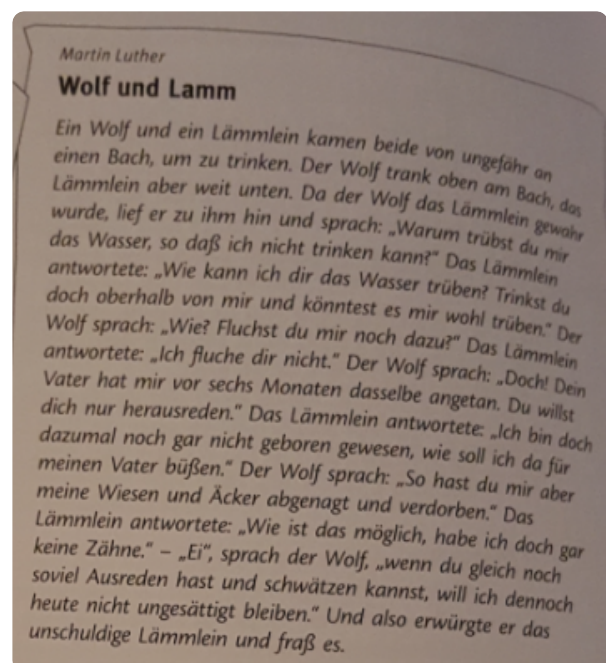 Martin Luther
Wolf und Lamm
Ein Wolf und ein Lämmlein kamen beide von ungefähr an
einen Bach, um zu trinken. Der Wolf trank oben am Bach, das
Lämmlein aber weit unten. Da der Wolf das Lämmlein gewahr
wurde, lief er zu ihm hin und sprach: „Warum trübst du mir
das Wasser, so daß ich nicht trinken kann?“ Das Lämmlein
antwortete: „Wie kann ich dir das Wasser trüben? Trinkst du
doch oberhalb von mir und könntest es mir wohl trüben.“ Der
Wolf sprach: „Wie? Fluchst du mir noch dazu?“ Das Lämmlein
antwortete: „Ich fluche dir nicht.“ Der Wolf sprach: „Doch! Dein
Vater hat mir vor sechs Monaten dasselbe angetan. Du willst
dich nur herausreden.“ Das Lämmlein antwortete: „Ich bin doch
dazumal noch gar nicht geboren gewesen, wie soll ich da für
meinen Vater büßen.“ Der Wolf sprach: „So hast du mir aber
meine Wiesen und Äcker abgenagt und verdorben.“ Das
Lämmlein antwortete: „Wie ist das möglich, habe ich doch gar
keine Zähne.“ – „Ei“, sprach der Wolf, „wenn du gleich noch
soviel Ausreden hast und schwätzen kannst, will ich dennoch
heute nicht ungesättigt bleiben.“ Und also erwürgte er das
unschuldige Lämmlein und fraß es.